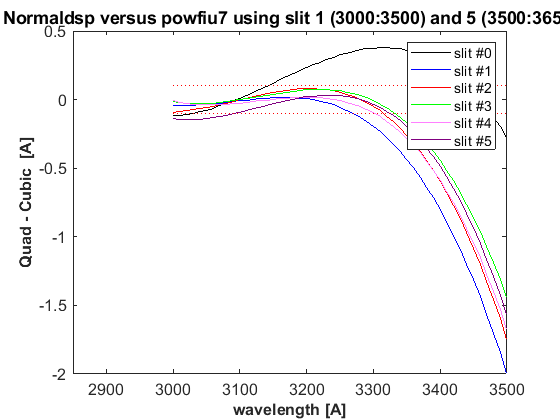 Normaldsp versus powfiu7 using slit 1 (3000:3500) and 5 (3500:365
0.5
0
-0.5
-1
-1.5
-2
Quad - Cubic [A]
slit #0
slit #1
slit #2
slit #3
slit #4
slit #5
2900
3000
3100
3200
3300
3400
3500
wavelength [A]